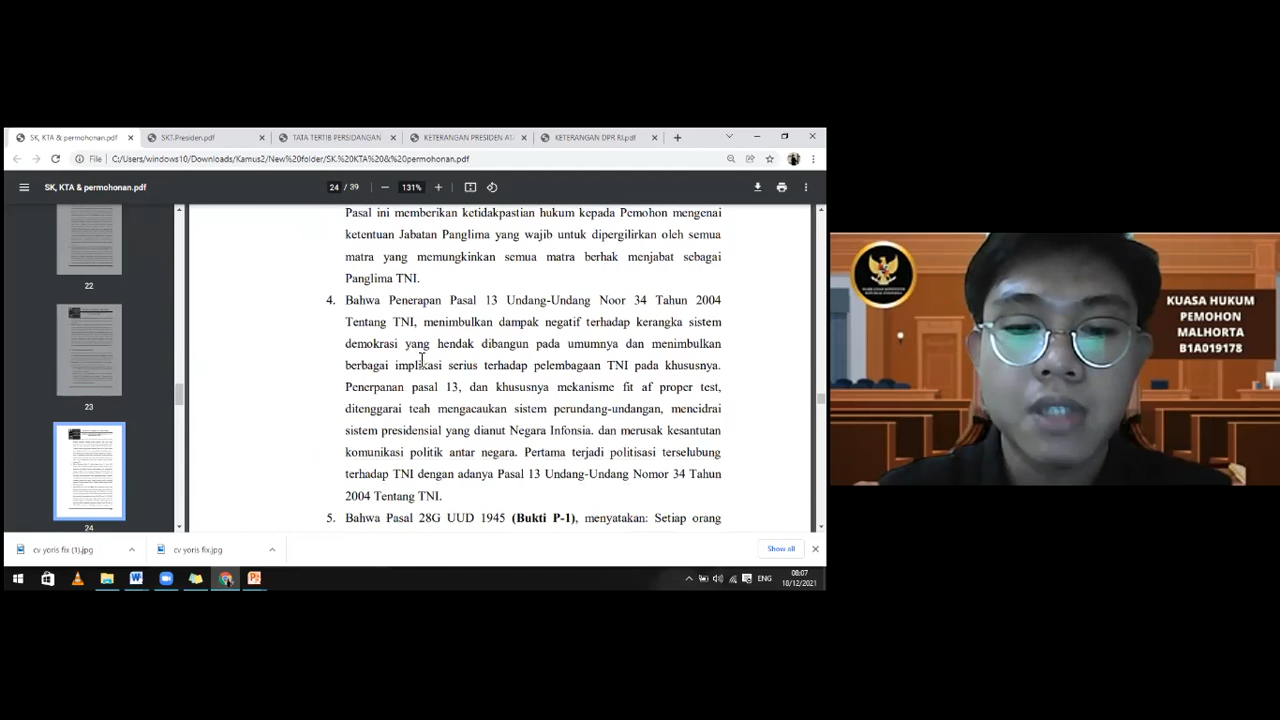 SK, KTA & permohonan.pdf
SKT-Presiden.pdf
TATA TERTIB PERSIDANGAN
KETERANGAN PRESIDEN AT
KETERANGAN DPR RI.pdf
File C:/Users/windows10/Downloads/Kamus2/New%20folder/SK.%20KTA%20&%20permohonan.pdf
SK, KTA & permohonan.pdf
24 / 39
131%
22
23
24
Pasal ini memberikan ketidakpastian hukum kepada Pemohon mengenai
ketentuan Jabatan Panglima yang wajib untuk dipergilirkan oleh semua
matra yang memungkinkan semua matra berhak menjabat sebagai
Panglima TNI.
4. Bahwa Penerapan Pasal 13 Undang-Undang Noor 34 Tahun 2004
Tentang TNI, menimbulkan dampak negatif terhadap kerangka sistem
demokrasi yang hendak dibangun pada umumnya dan menimbulkan
berbagai implikasi serius terhadap pelembagaan TNI pada khususnya.
Penerpanan pasal 13, dan khususnya mekanisme fit af proper test,
ditenggarai teah mengacaukan sistem perundang-undangan, mencidrai
sistem presidensial yang dianut Negara Infonsia. dan merusak kesantutan
komunikasi politik antar negara. Pertama terjadi politisasi terselubung
terhadap TNI dengan adanya Pasal 13 Undang-Undang Nomor 34 Tahun
2004 Tentang TNI.
5. Bahwa Pasal 28G UUD 1945 (Bukti P-1), menyatakan: Setiap orang
cv yoris fix (1).jpg
cv yoris fix.jpg
Show all
ENG
08:07
18/12/2021
KUASA HUKUM
PEMOHON
MALHORTA
B1A019178